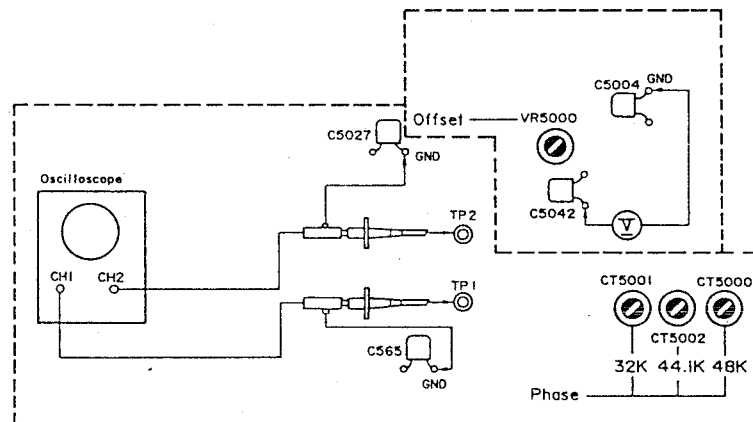 C5004
GND
Offset
VR5000
C5027
GND
Oscilloscope
C5042
V
TP2
CH1
CH2
TP1
CT5001
CT5000
C565
CT5002
32K
44.1K
48K
GND
Phase